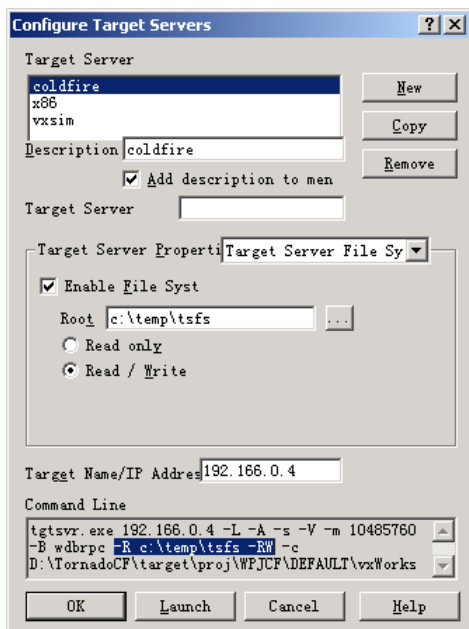 Configure Target Servers
Target Server
coldfire
x86
vxsim
New
Copy
Remove
Description coldfire
Add description to men
Target Server
Target Server Properti Target Server File Sy
Enable File Syst
Root c:\temp\tsfs ...
Read only
Read / Write
Target Name/IP Addres 192.166.0.4
Command Line
tgtsvr.exe 192.166.0.4 -L -A -s -V -m 10485760
-B wdbrpc -R c:\temp\tsfs -RW -c
D:\TornadoCF\target\proj\WPJCF\DEFAULT\vxWorks
OK Launch Cancel Help